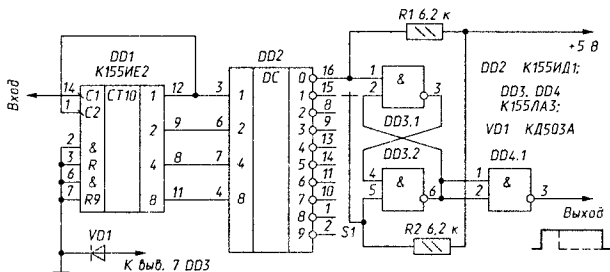 R1 6,2 к
+5 В
DD1
К155ИЕ2
DD2
DC
Вход
14 C1 СТ10 1 12 3 1
1 C2
2 & 2 9 6 2
3 R
6 & 4 8 7 4
7 R9 8 11 4 8
0 16
1 15
2 8
3 9
4 13
5 14
6 11
7 10
8 1
9 2
S1
1 & 3
2
DD3.1
DD3.2
4 & 6
5
DD4.1
1 & 3
2
R2 6,2 к
Выход
DD2 К155ИД1;
DD3, DD4
К155ЛА3;
VD1 КД503А
VD1
К выв. 7 DD3